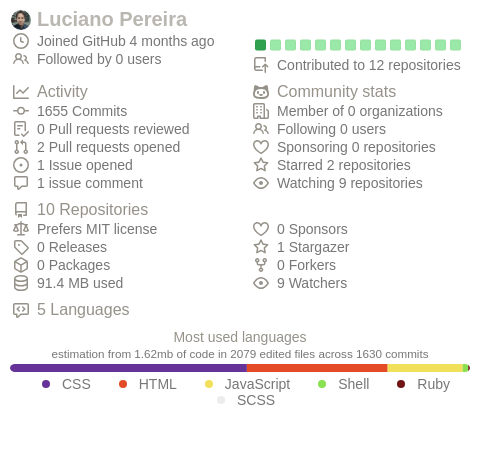 Luciano Pereira
Joined GitHub 4 months ago
Followed by 0 users
Contributed to 12 repositories
Activity
1655 Commits
0 Pull requests reviewed
2 Pull requests opened
1 Issue opened
1 issue comment
Community stats
Member of 0 organizations
Following 0 users
Sponsoring 0 repositories
Starred 2 repositories
Watching 9 repositories
10 Repositories
Prefers MIT license
0 Releases
0 Packages
91.4 MB used
0 Sponsors
1 Stargazer
0 Forkers
9 Watchers
5 Languages
Most used languages
estimation from 1.62mb of code in 2079 edited files across 1630 commits
CSS HTML JavaScript Shell Ruby
SCSS